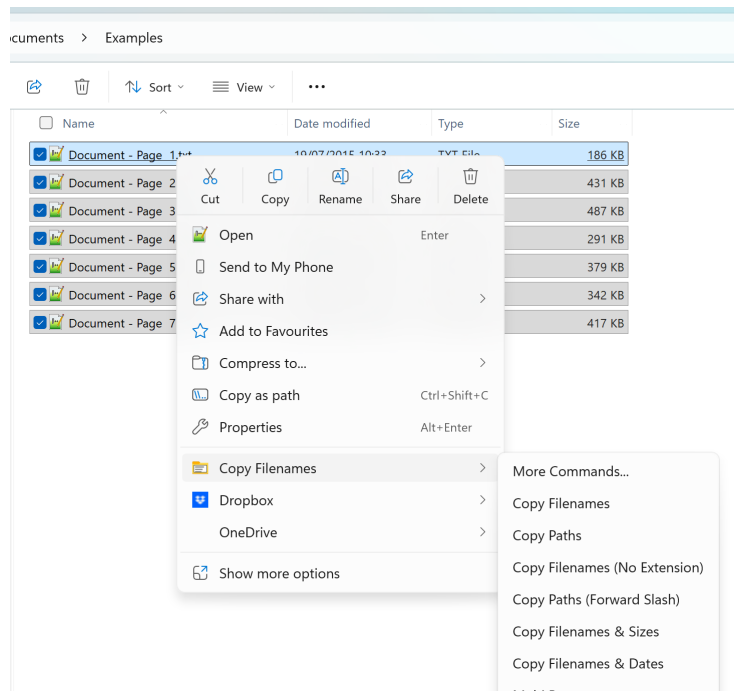 ocuments > Examples
Sort
View
Name
Date modified
Type
Size
Document - Page 1.txt
19/07/2015 10:33
TXT File
186 KB
Document - Page 2
431 KB
Document - Page 3
487 KB
Document - Page 4
291 KB
Document - Page 5
379 KB
Document - Page 6
342 KB
Document - Page 7
417 KB
Cut
Copy
Rename
Share
Delete
Open Enter
Send to My Phone
Share with
Add to Favourites
Compress to...
Copy as path Ctrl+Shift+C
Properties Alt+Enter
Copy Filenames
Dropbox
OneDrive
Show more options
More Commands...
Copy Filenames
Copy Paths
Copy Filenames (No Extension)
Copy Paths (Forward Slash)
Copy Filenames & Sizes
Copy Filenames & Dates